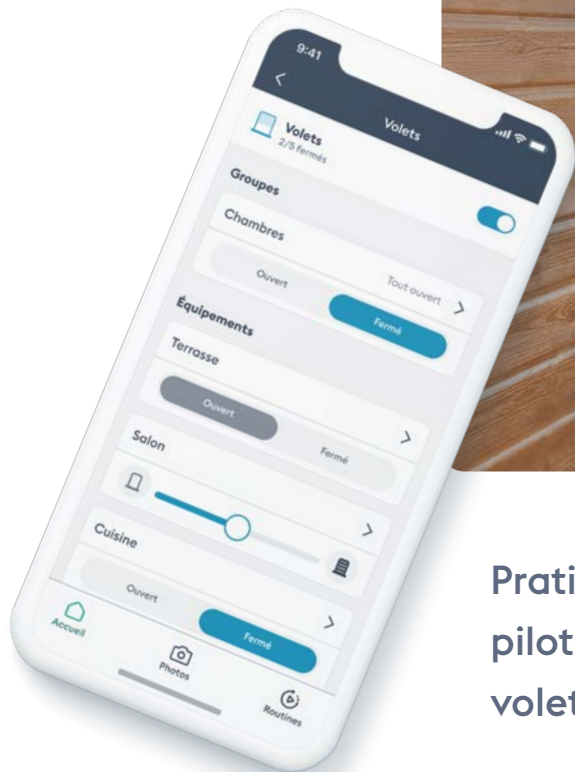 9:41
Volets
Volets
2/5 fermés
Groupes
Chambres
Tout ouvert
Ouvert
Fermé
Équipements
Terrasse
Ouvert
Fermé
Salon
Cuisine
Ouvert
Fermé
Accueil
Photos
Routines
Prati
pilot
volet